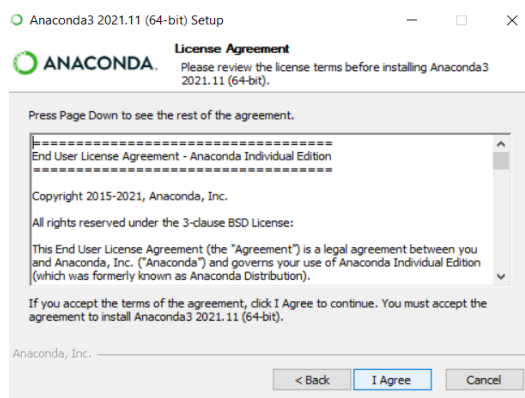 Anaconda3 2021.11 (64-bit) Setup
ANACONDA.
License Agreement
Please review the license terms before installing Anaconda3
2021.11 (64-bit).
Press Page Down to see the rest of the agreement.
===================================
End User License Agreement - Anaconda Individual Edition
===================================
Copyright 2015-2021, Anaconda, Inc.
All rights reserved under the 3-clause BSD License:
This End User License Agreement (the "Agreement") is a legal agreement between you
and Anaconda, Inc. ("Anaconda") and governs your use of Anaconda Individual Edition
(which was formerly known as Anaconda Distribution).
If you accept the terms of the agreement, click I Agree to continue. You must accept the
agreement to install Anaconda3 2021.11 (64-bit).
Anaconda, Inc.
< Back
I Agree
Cancel